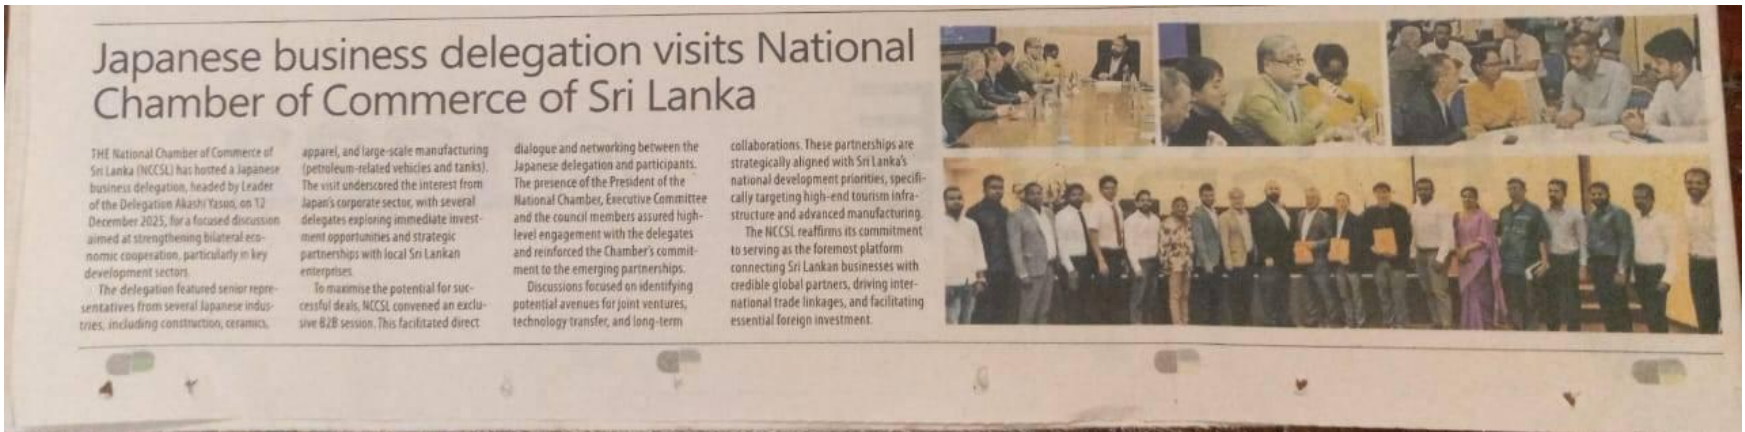 Japanese business delegation visits National
Chamber of Commerce of Sri Lanka
THE National Chamber of Commerce of
Sri Lanka (NCCSL) has hosted a Japanese
business delegation, headed by Leader
of the Delegation Akashi Yasuo, on 12
December 2025, for a focused discussion
aimed at strengthening bilateral eco-
nomic cooperation, particularly in key
development sectors.
The delegation featured senior repre-
sentatives from several Japanese indus-
tries, including construction, ceramics,
apparel, and large-scale manufacturing
(petroleum-related vehicles and tanks).
The visit underscored the interest from
Japan's corporate sector, with several
delegates exploring immediate invest-
ment opportunities and strategic
partnerships with local Sri Lankan
enterprises.
To maximise the potential for suc-
cessful deals, NCCSL convened an exclu-
sive B2B session. This facilitated direct
dialogue and networking between the
Japanese delegation and participants.
The presence of the President of the
National Chamber, Executive Committee
and the council members assured high-
level engagement with the delegates
and reinforced the Chamber's commit-
ment to the emerging partnerships.
Discussions focused on identifying
potential avenues for joint ventures,
technology transfer, and long-term
collaborations. These partnerships are
strategically aligned with Sri Lanka's
national development priorities, specifi-
cally targeting high-end tourism infra-
structure and advanced manufacturing.
The NCCSL reaffirms its commitment
to serving as the foremost platform
connecting Sri Lankan businesses with
credible global partners, driving inter-
national trade linkages, and facilitating
essential foreign investment.